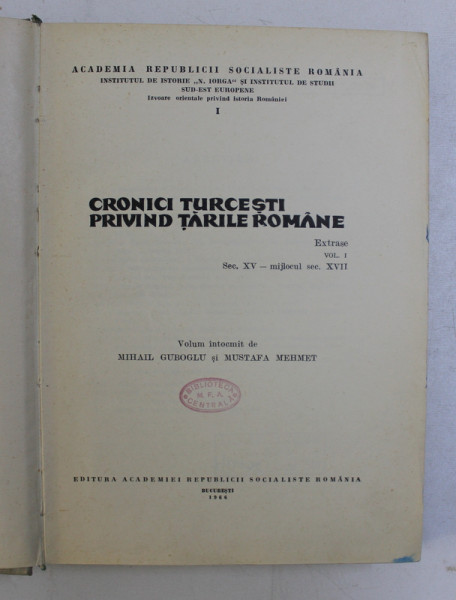 ACADEMIA REPUBLICII SOCIALISTE ROMÂNIA
INSTITUTUL DE ISTORIE „N. IORGA" ȘI INSTITUTUL DE STUDII
SUD-EST EUROPENE
Izvoare orientale privind istoria României
I
CRONICI TURCEȘTI
PRIVIND ȚĂRILE ROMÂNE
Extrase
VOL. I
Sec. XV — mijlocul sec. XVII
Volum întocmit de
MIHAIL GUBOGLU și MUSTAFA MEHMET
BIBLIOTECA
CENTRALĂ
EDITURA ACADEMIEI REPUBLICII SOCIALISTE ROMÂNIA
BUCUREȘTI
1966